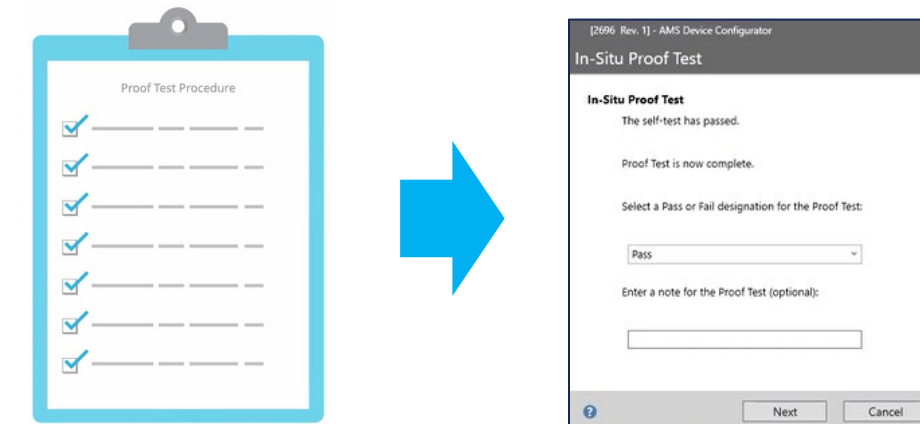 Proof Test Procedure
[2696 Rev. 1] - AMS Device Configurator
In-Situ Proof Test
In-Situ Proof Test
The self-test has passed.
Proof Test is now complete.
Select a Pass or Fail designation for the Proof Test:
Pass
Enter a note for the Proof Test (optional):
?
Next
Cancel